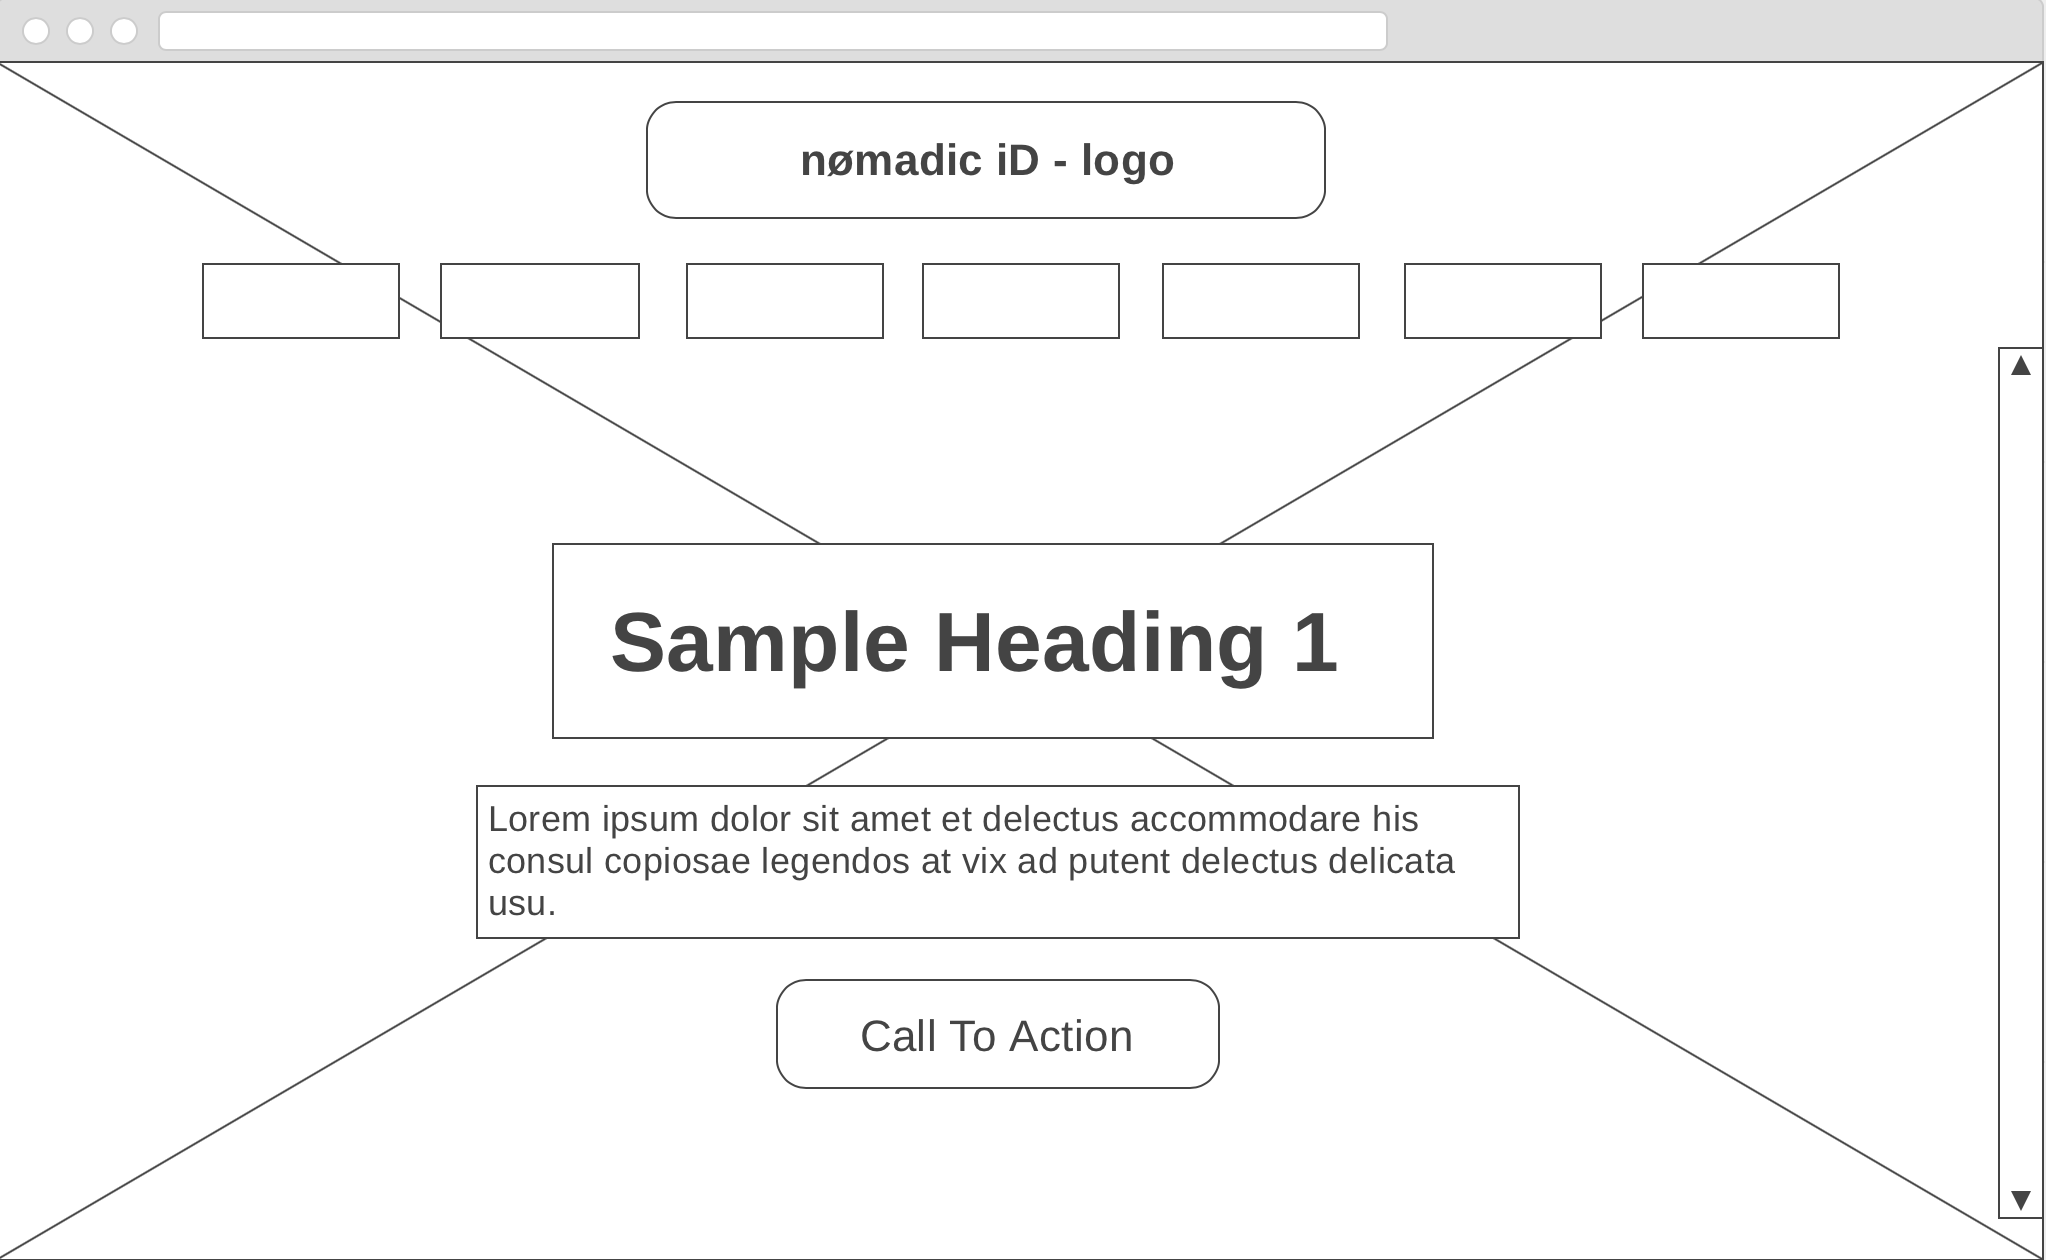 nømadic iD - logo
Sample Heading 1
Lorem ipsum dolor sit amet et delectus accommodare his
consul copiosae legendos at vix ad putent delectus delicata
usu.
Call To Action